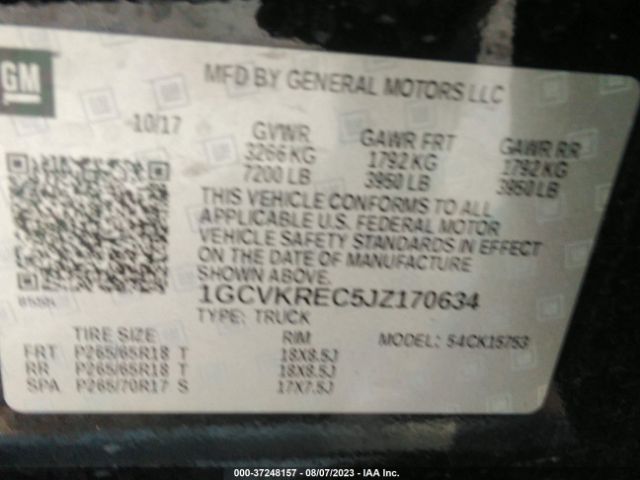 GM
MFD BY GENERAL MOTORS LLC
10/17
GVWR GAWR FRT GAWR RR
3266 KG 1792 KG 1792 KG
7200 LB 3950 LB 3950 LB
THIS VEHICLE CONFORMS TO ALL
APPLICABLE U.S. FEDERAL MOTOR
VEHICLE SAFETY STANDARDS IN EFFECT
ON THE DATE OF MANUFACTURE
SHOWN ABOVE.
1GCVKREC5JZ170634
TYPE: TRUCK
MODEL: 54CK15753
TIRE SIZE RIM
FRT P265/65R18 T 18X8.5J
RR P265/65R18 T 18X8.5J
SPA P265/70R17 S 17X7.5J
000-37248157 - 08/07/2023 - IAA Inc.